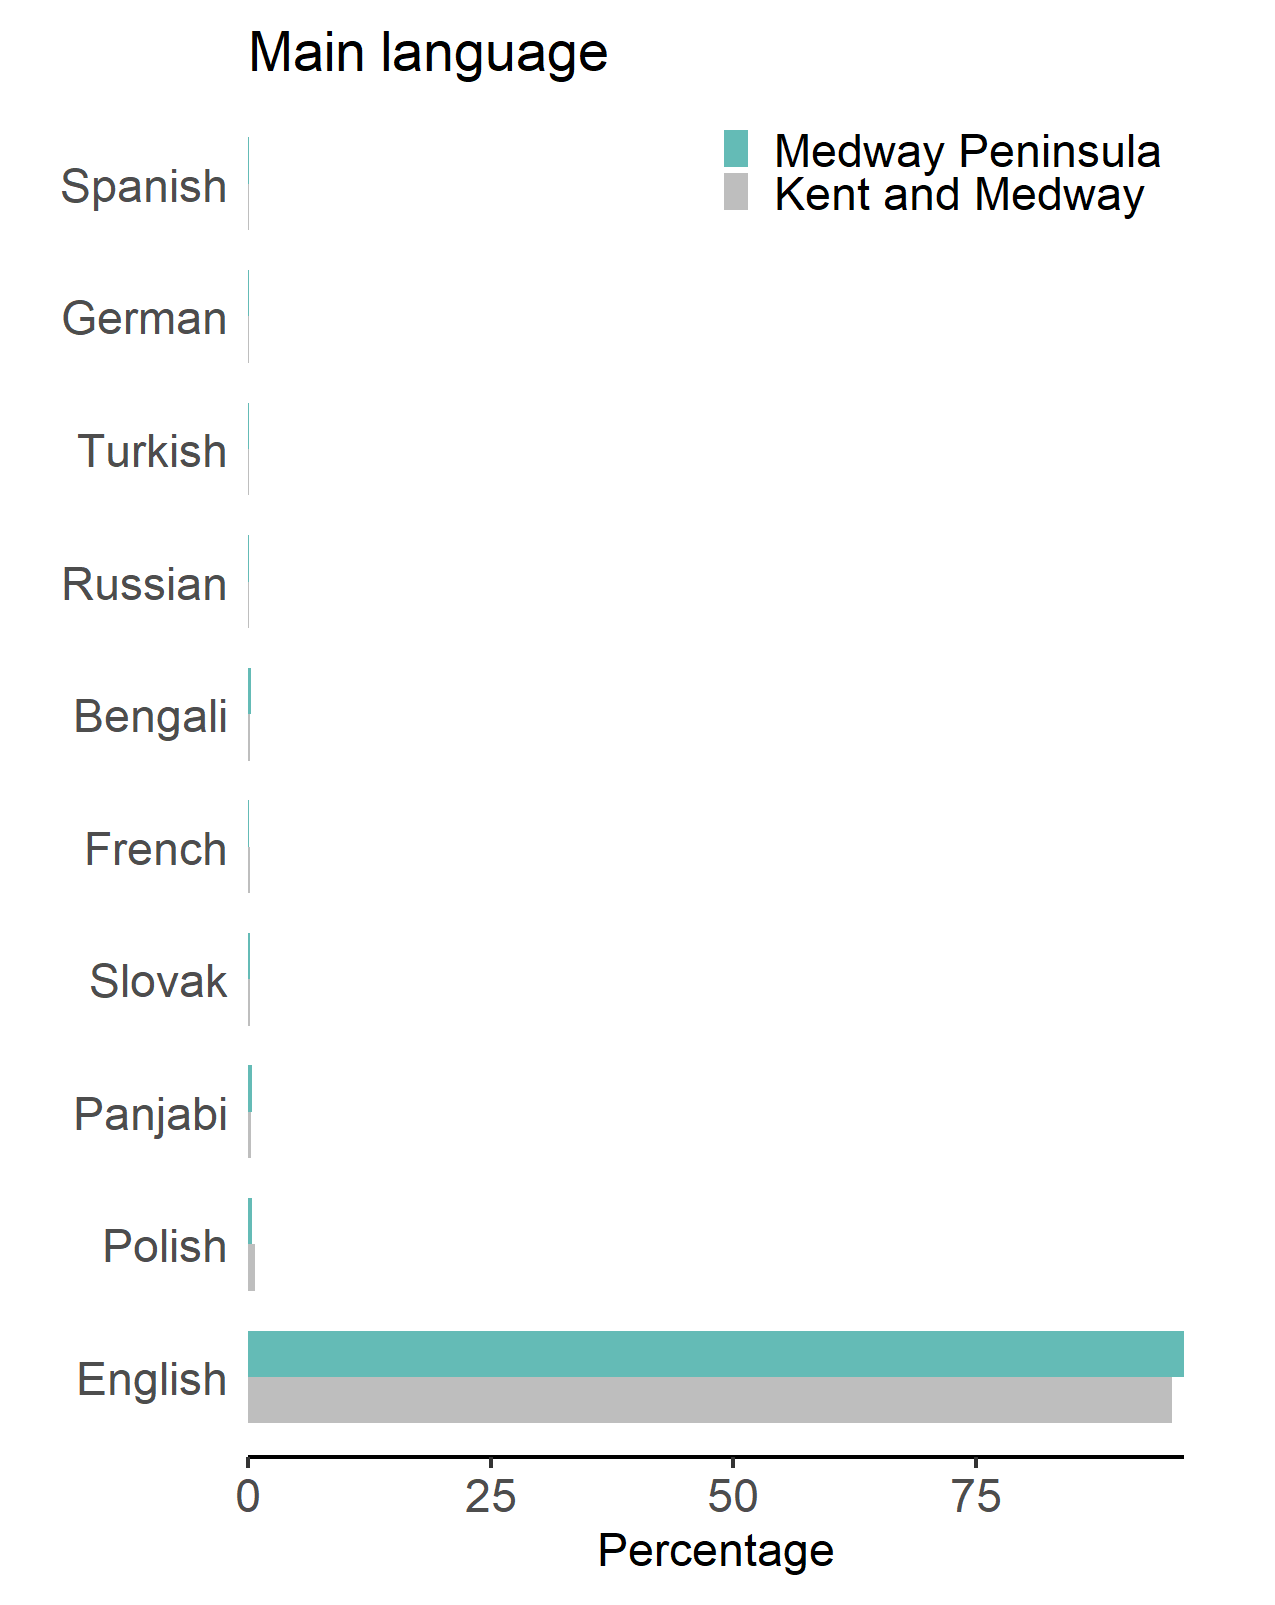 Main language
Medway Peninsula
Kent and Medway
Spanish
German
Turkish
Russian
Bengali
French
Slovak
Panjabi
Polish
English
0 25 50 75
Percentage